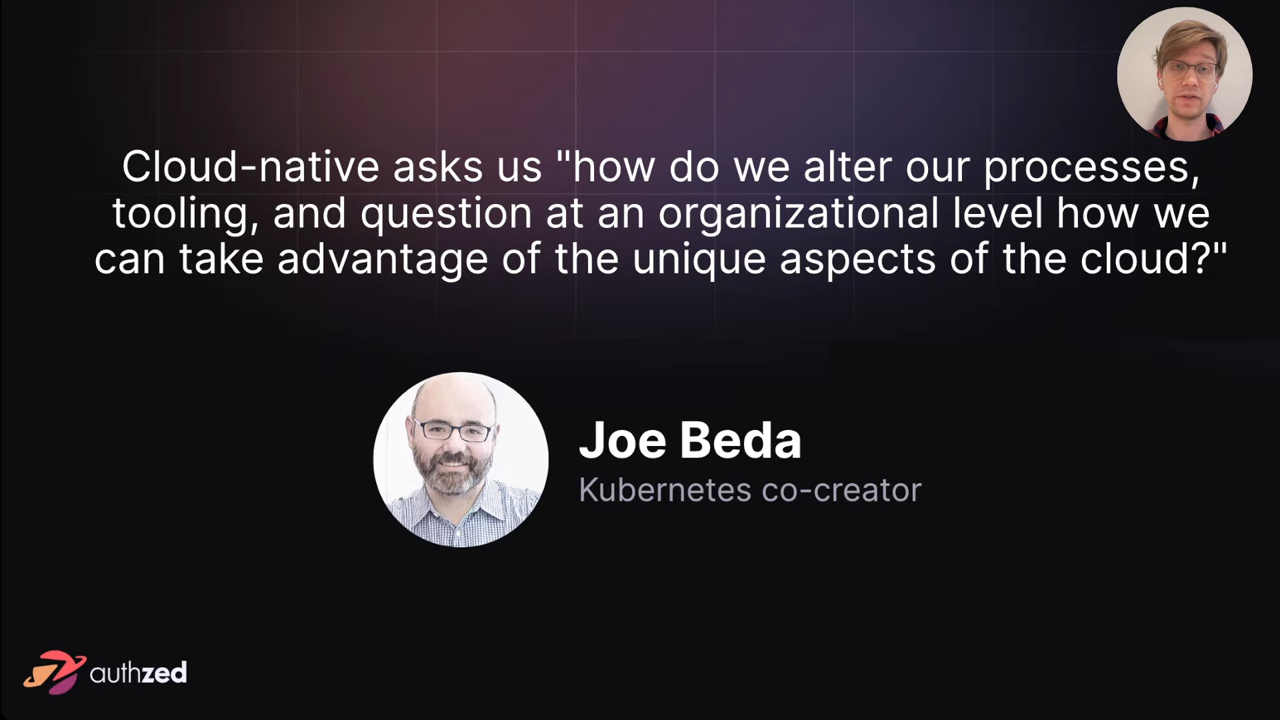 Cloud-native asks us "how do we alter our processes,
tooling, and question at an organizational level how we
can take advantage of the unique aspects of the cloud?"
Joe Beda
Kubernetes co-creator
authzed